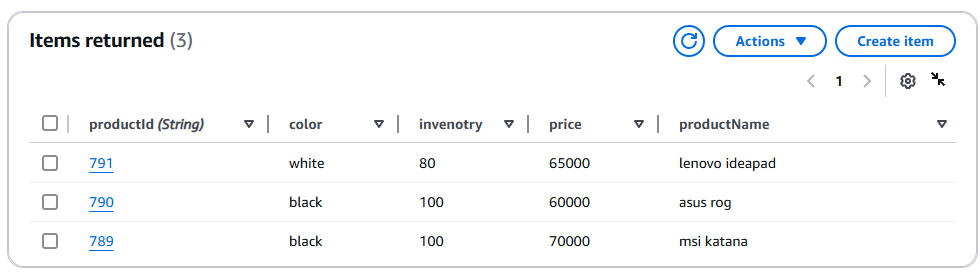 Items returned (3)
Actions
Create item
1
productId (String) color invenotry price productName
791 white 80 65000 lenovo ideapad
790 black 100 60000 asus rog
789 black 100 70000 msi katana